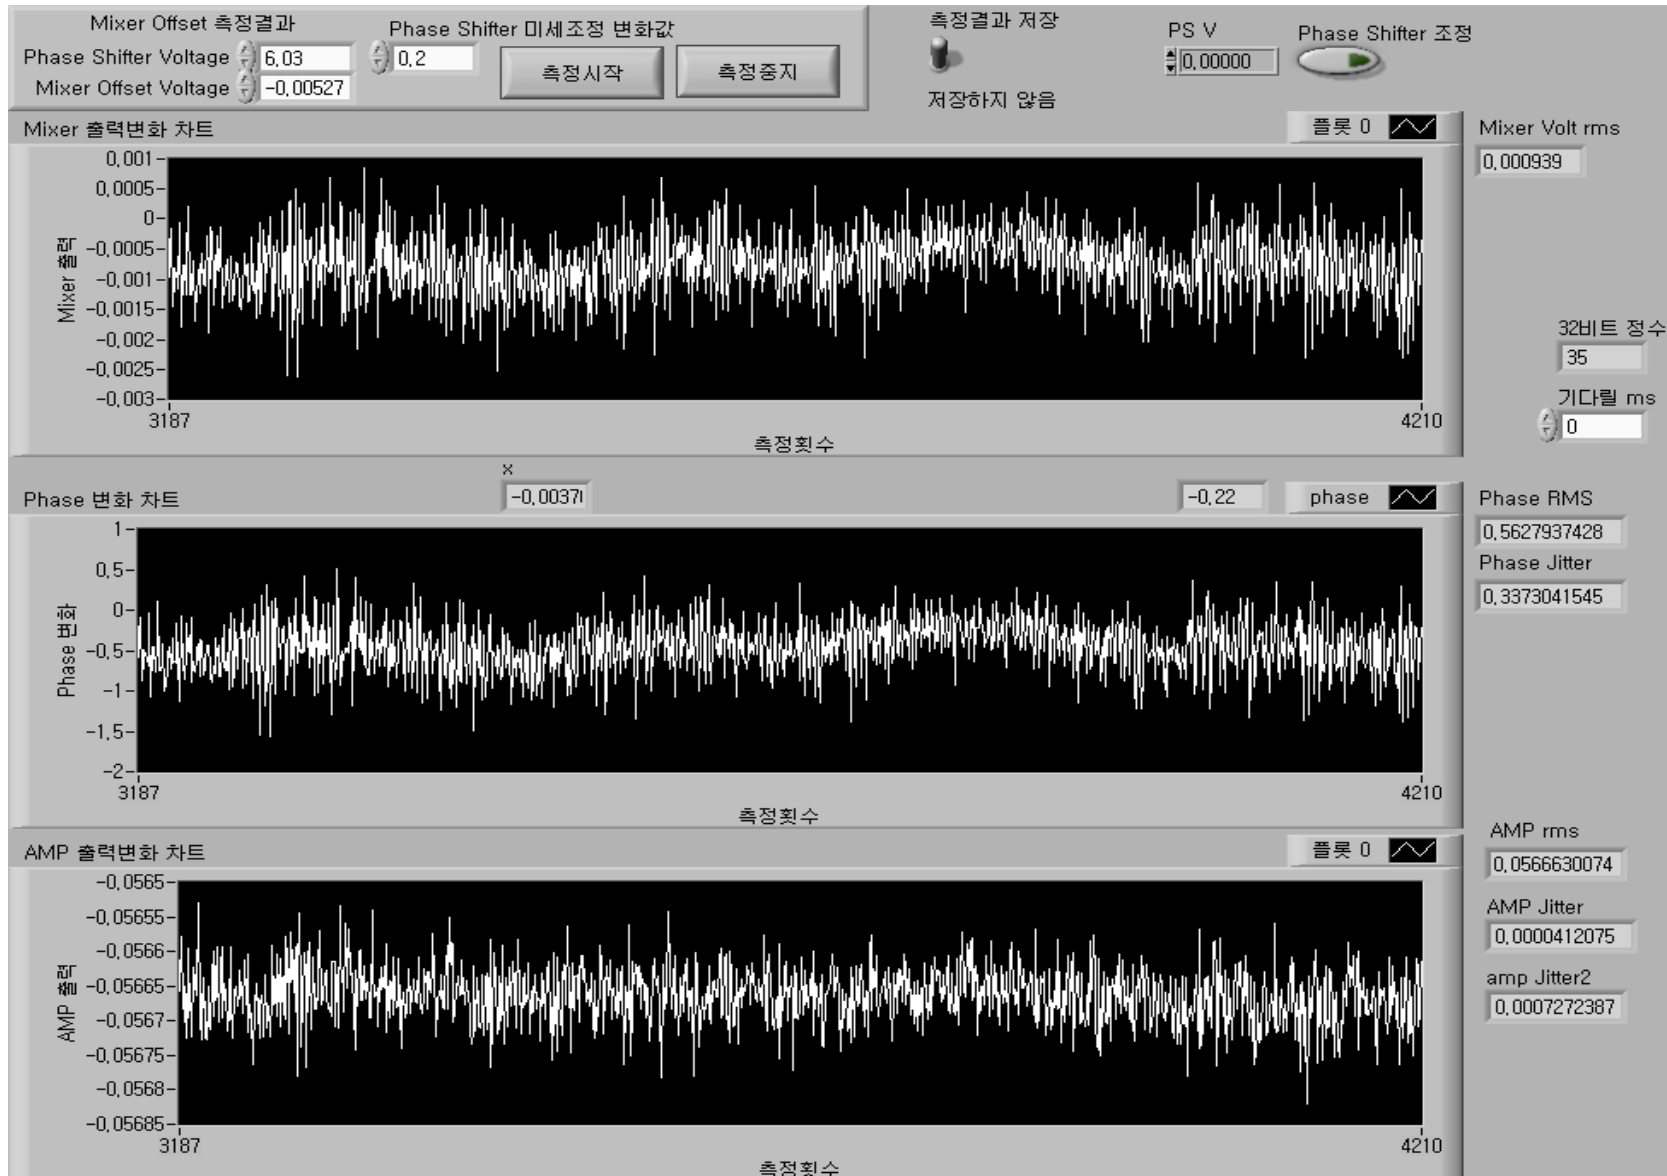 Mixer Offset 측정결과
Phase Shifter 미세조정 변화값
Phase Shifter Voltage 6,03
0,2
측정시작
측정중지
Mixer Offset Voltage -0,00527
측정결과 저장
저장하지 않음
PS V
0,00000
Phase Shifter 조정
Mixer 출력변화 차트
플롯 0
Mixer Volt rms
0,000939
Mixer 출력
0,001
0,0005
0
-0,0005
-0,001
-0,0015
-0,002
-0,0025
-0,003
3187
4210
측정횟수
32비트 정수
35
기다릴 ms
0
Phase 변화 차트
x
-0,0037
-0,22
phase
Phase RMS
0,5627937428
Phase Jitter
0,3373041545
Phase 변화
1
0,5
0
-0,5
-1
-1,5
-2
3187
4210
측정횟수
AMP 출력변화 차트
플롯 0
AMP rms
0,0566630074
AMP Jitter
0,0000412075
amp Jitter2
0,0007272387
AMP 출력
-0,0565
-0,05655
-0,0566
-0,05665
-0,0567
-0,05675
-0,0568
-0,05685
3187
4210
측정횟수